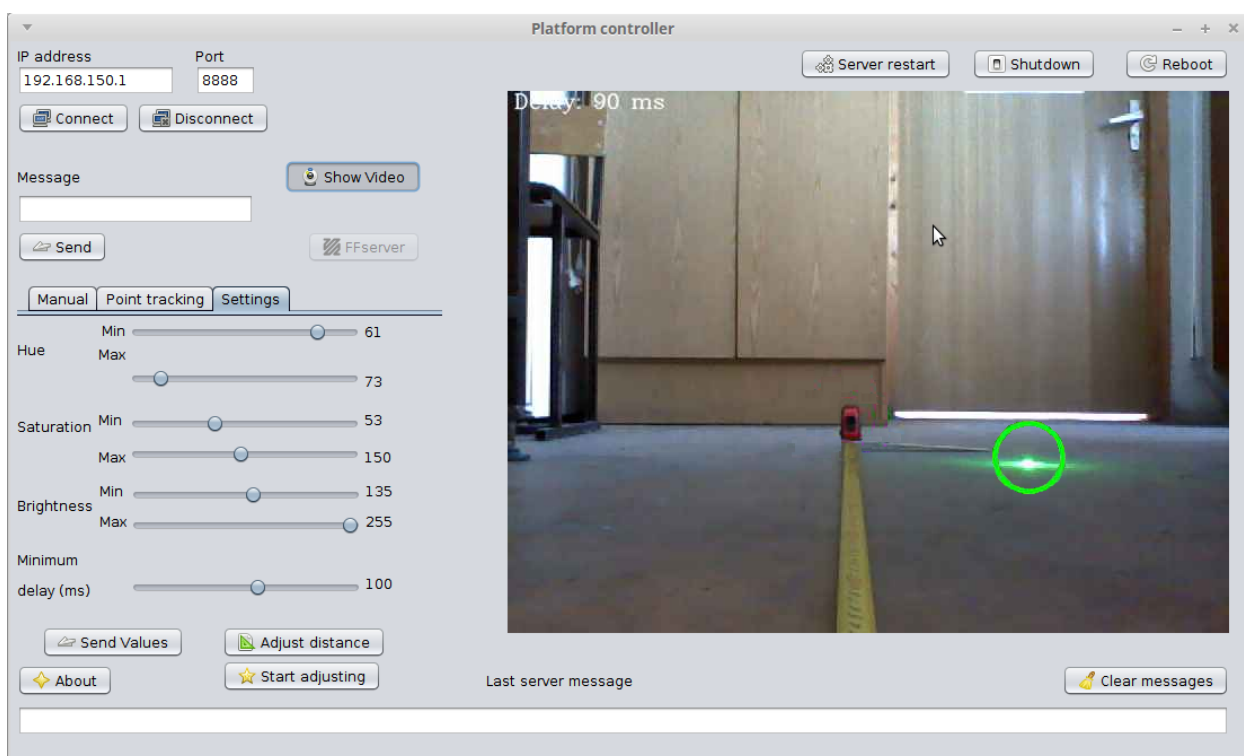 Platform controller
IP address Port
192.168.150.1 8888
Server restart Shutdown Reboot
Connect Disconnect
Delay: 90 ms
Message
Show Video
Send
FFserver
Manual Point tracking Settings
Hue
Min 61
Max
73
Saturation
Min 53
Max 150
Brightness
Min 135
Max 255
Minimum
delay (ms) 100
Send Values Adjust distance
About Start adjusting
Last server message
Clear messages